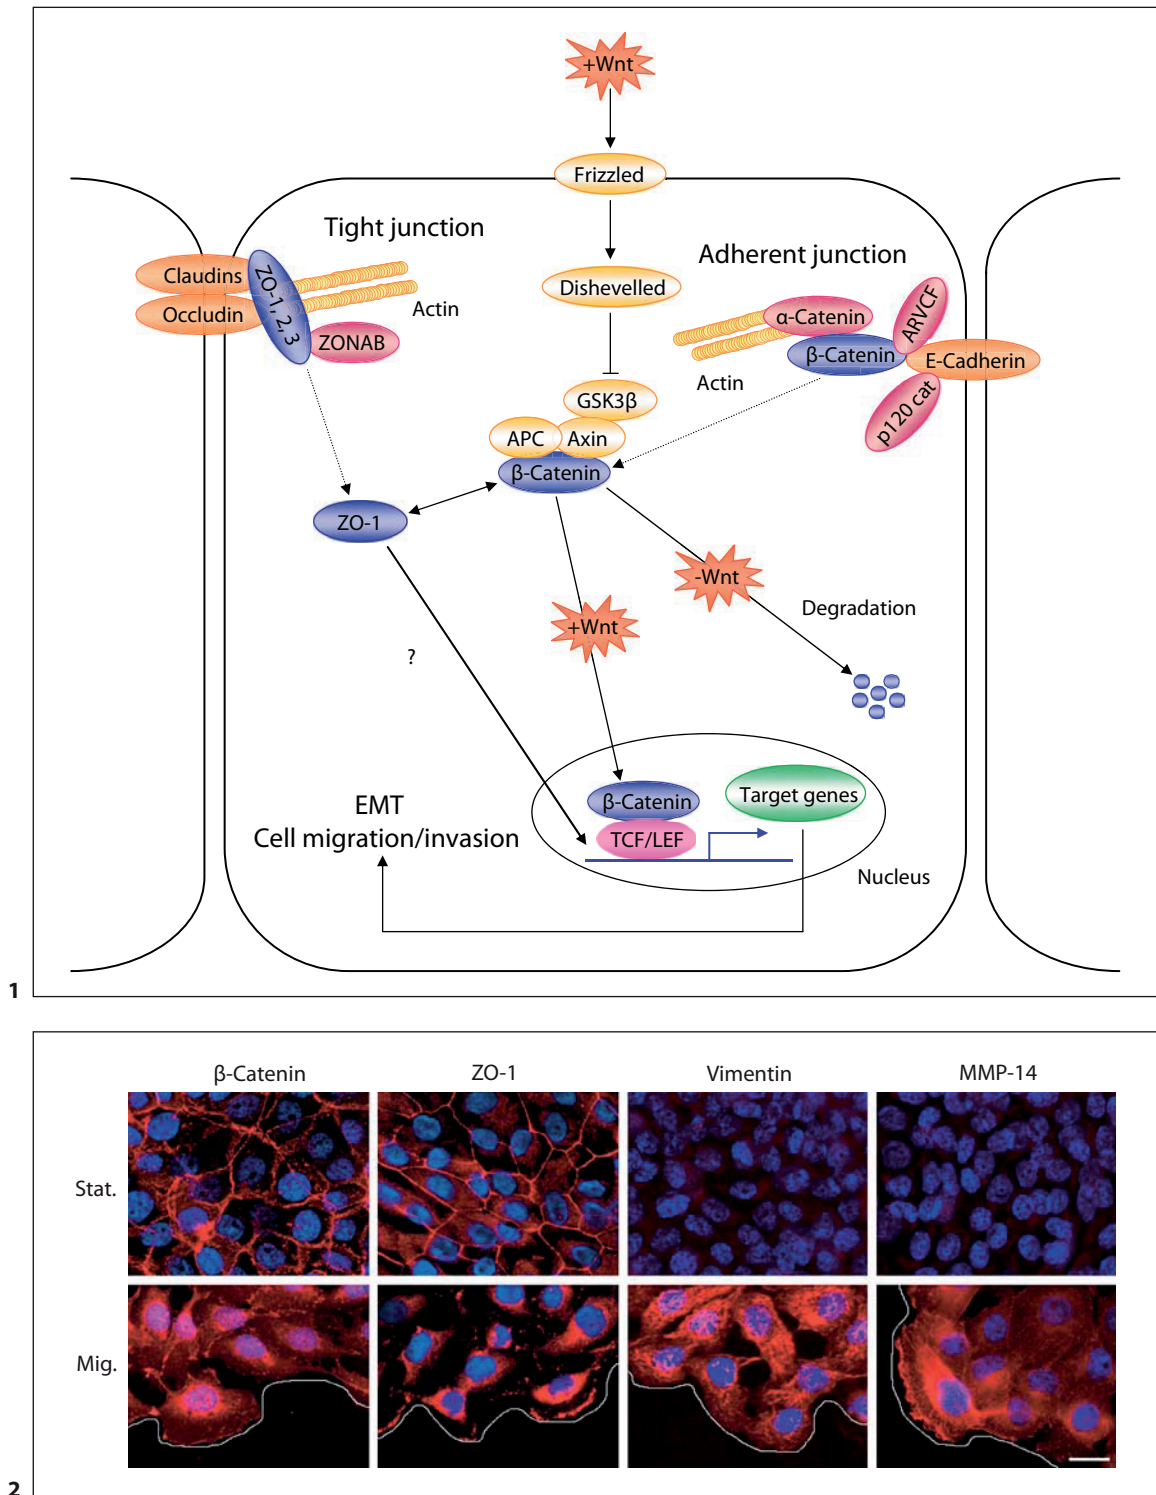 +Wnt
Frizzled
Tight junction
Adherent junction
Claudins
ZO-1, 2, 3
Occludin
Actin
ZONAB
Dishevelled
α-Catenin
ARVCF
β-Catenin
E-Cadherin
p120 cat
Actin
GSK3β
APC
Axin
β-Catenin
ZO-1
-Wnt
Degradation
+Wnt
?
β-Catenin
Target genes
TCF/LEF
EMT
Cell migration/invasion
Nucleus
1
β-Catenin
ZO-1
Vimentin
MMP-14
Stat.
Mig.
2